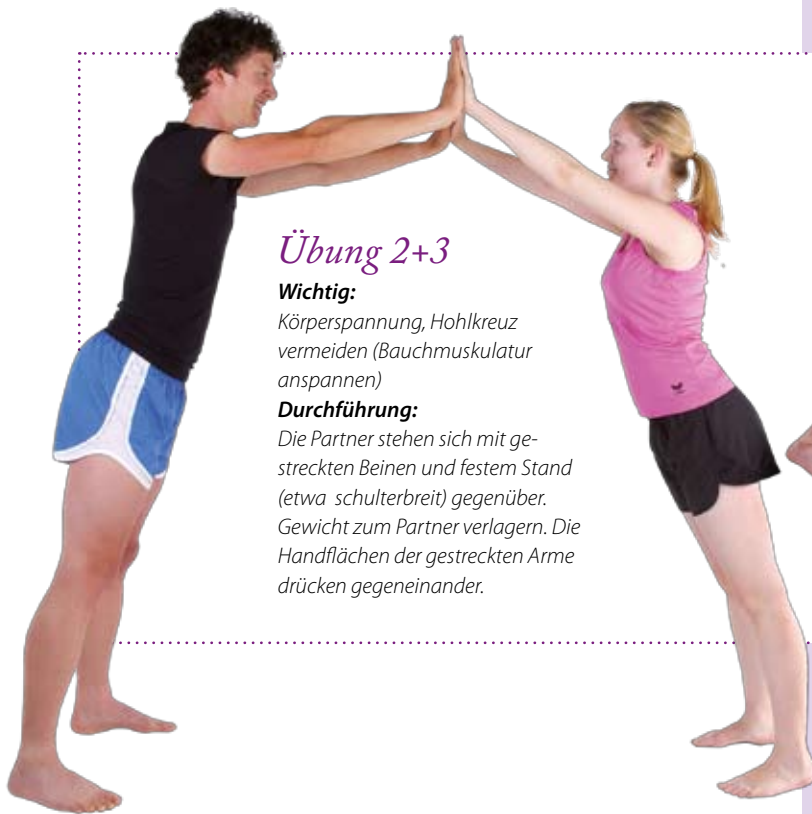 Übung 2+3
Wichtig:
Körperspannung, Hohlkreuz
vermeiden (Bauchmuskulatur
anspannen)
Durchführung:
Die Partner stehen sich mit ge-
streckten Beinen und festem Stand
(etwa schulterbreit) gegenüber.
Gewicht zum Partner verlagern. Die
Handflächen der gestreckten Arme
drücken gegeneinander.